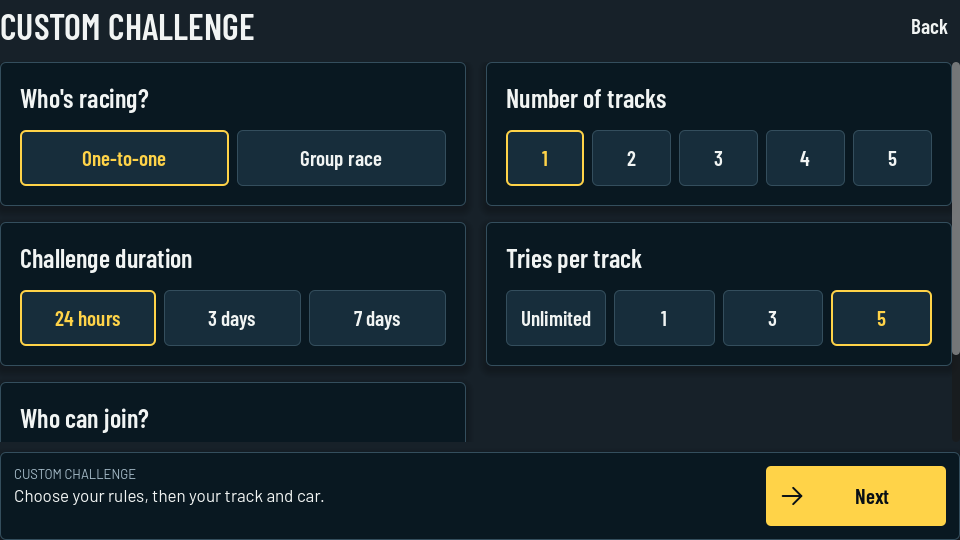 CUSTOM CHALLENGE
Back
Who's racing?
One-to-one
Group race
Number of tracks
1
2
3
4
5
Challenge duration
24 hours
3 days
7 days
Tries per track
Unlimited
1
3
5
Who can join?
CUSTOM CHALLENGE
Choose your rules, then your track and car.
Next